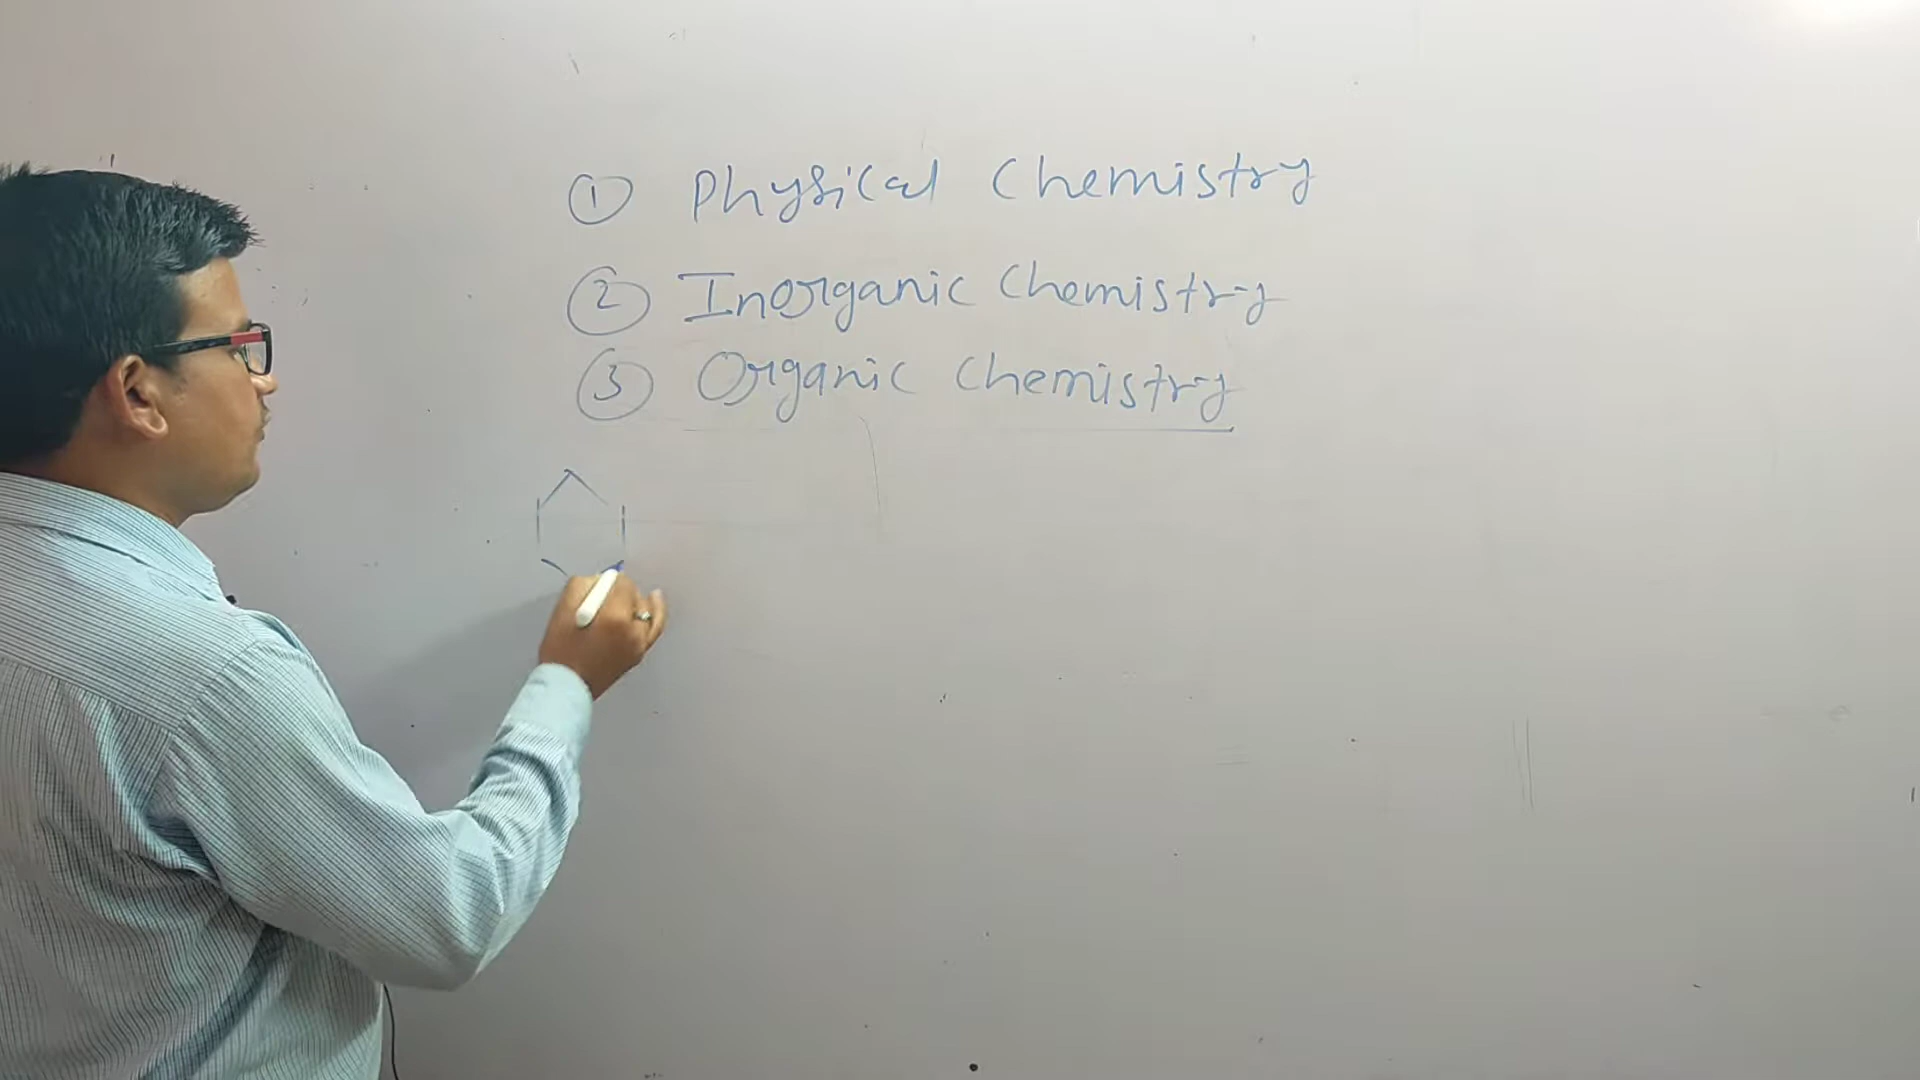 ① Physical Chemistry
② Inorganic Chemistry
③ Organic Chemistry